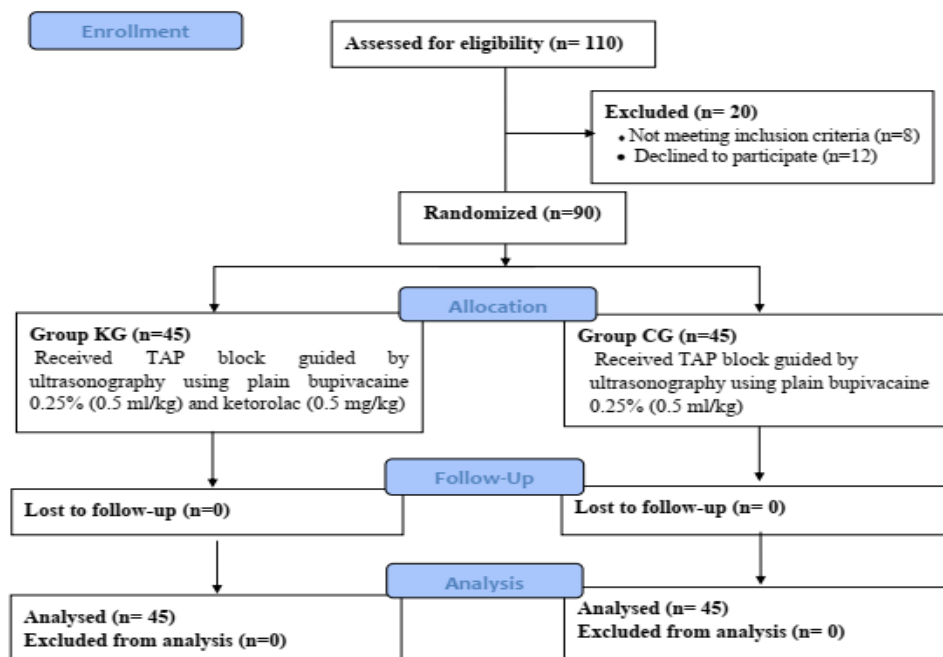 Enrollment
Assessed for eligibility (n= 110)
Excluded (n= 20)
• Not meeting inclusion criteria (n=8)
• Declined to participate (n=12)
Randomized (n=90)
Allocation
Group KG (n=45)
Received TAP block guided by
ultrasonography using plain bupivacaine
0.25% (0.5 ml/kg) and ketorolac (0.5 mg/kg)
Group CG (n=45)
Received TAP block guided by
ultrasonography using plain bupivacaine
0.25% (0.5 ml/kg)
Follow-Up
Lost to follow-up (n=0)
Lost to follow-up (n= 0)
Analysis
Analysed (n= 45)
Excluded from analysis (n=0)
Analysed (n= 45)
Excluded from analysis (n= 0)